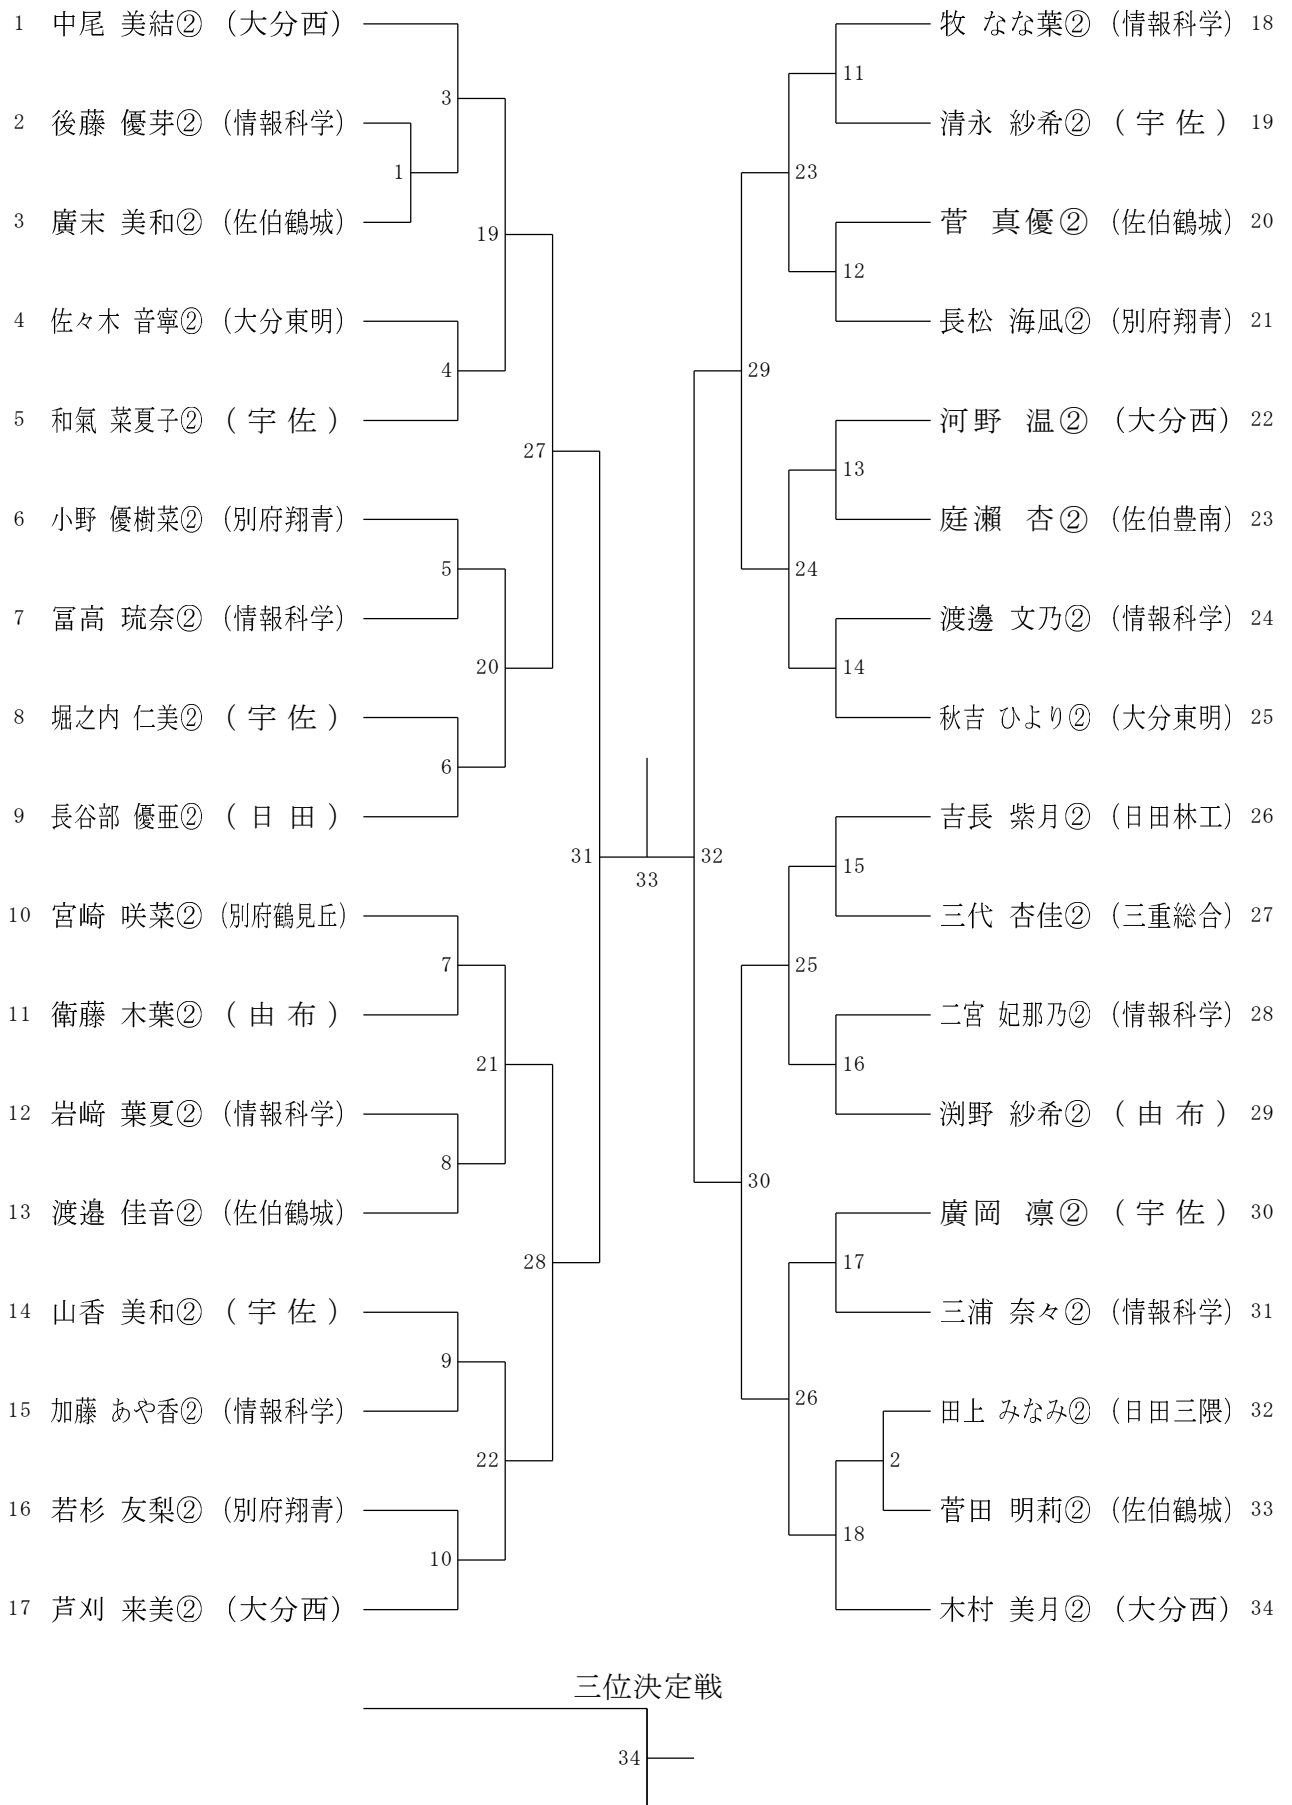 1 中尾 美結② (大分西)
2 後藤 優芽② (情報科学)
3 廣末 美和② (佐伯鶴城)
4 佐々木 音寧② (大分東明)
5 和氣 菜夏子② (宇佐)
6 小野 優樹菜② (別府翔青)
7 冨高 琉奈② (情報科学)
8 堀之内 仁美② (宇佐)
9 長谷部 優亜② (日田)
10 宮崎 咲菜② (別府鶴見丘)
11 衛藤 木葉② (由布)
12 岩﨑 葉夏② (情報科学)
13 渡邉 佳音② (佐伯鶴城)
14 山香 美和② (宇佐)
15 加藤 あや香② (情報科学)
16 若杉 友梨② (別府翔青)
17 芦刈 来美② (大分西)
3
1
19
4
27
5
20
6
31
7
21
8
28
9
22
10
33
牧 なな葉② (情報科学) 18
清永 紗希② (宇佐) 19
菅 真優② (佐伯鶴城) 20
長松 海凪② (別府翔青) 21
河野 温② (大分西) 22
庭瀨 杏② (佐伯豊南) 23
渡邊 文乃② (情報科学) 24
秋吉 ひより② (大分東明) 25
吉長 紫月② (日田林工) 26
三代 杏佳② (三重総合) 27
二宮 妃那乃② (情報科学) 28
渕野 紗希② (由布) 29
廣岡 凛② (宇佐) 30
三浦 奈々② (情報科学) 31
田上 みなみ② (日田三隈) 32
菅田 明莉② (佐伯鶴城) 33
木村 美月② (大分西) 34
11
23
12
29
13
24
14
32
15
25
16
30
17
26
2
18
三位決定戦
34